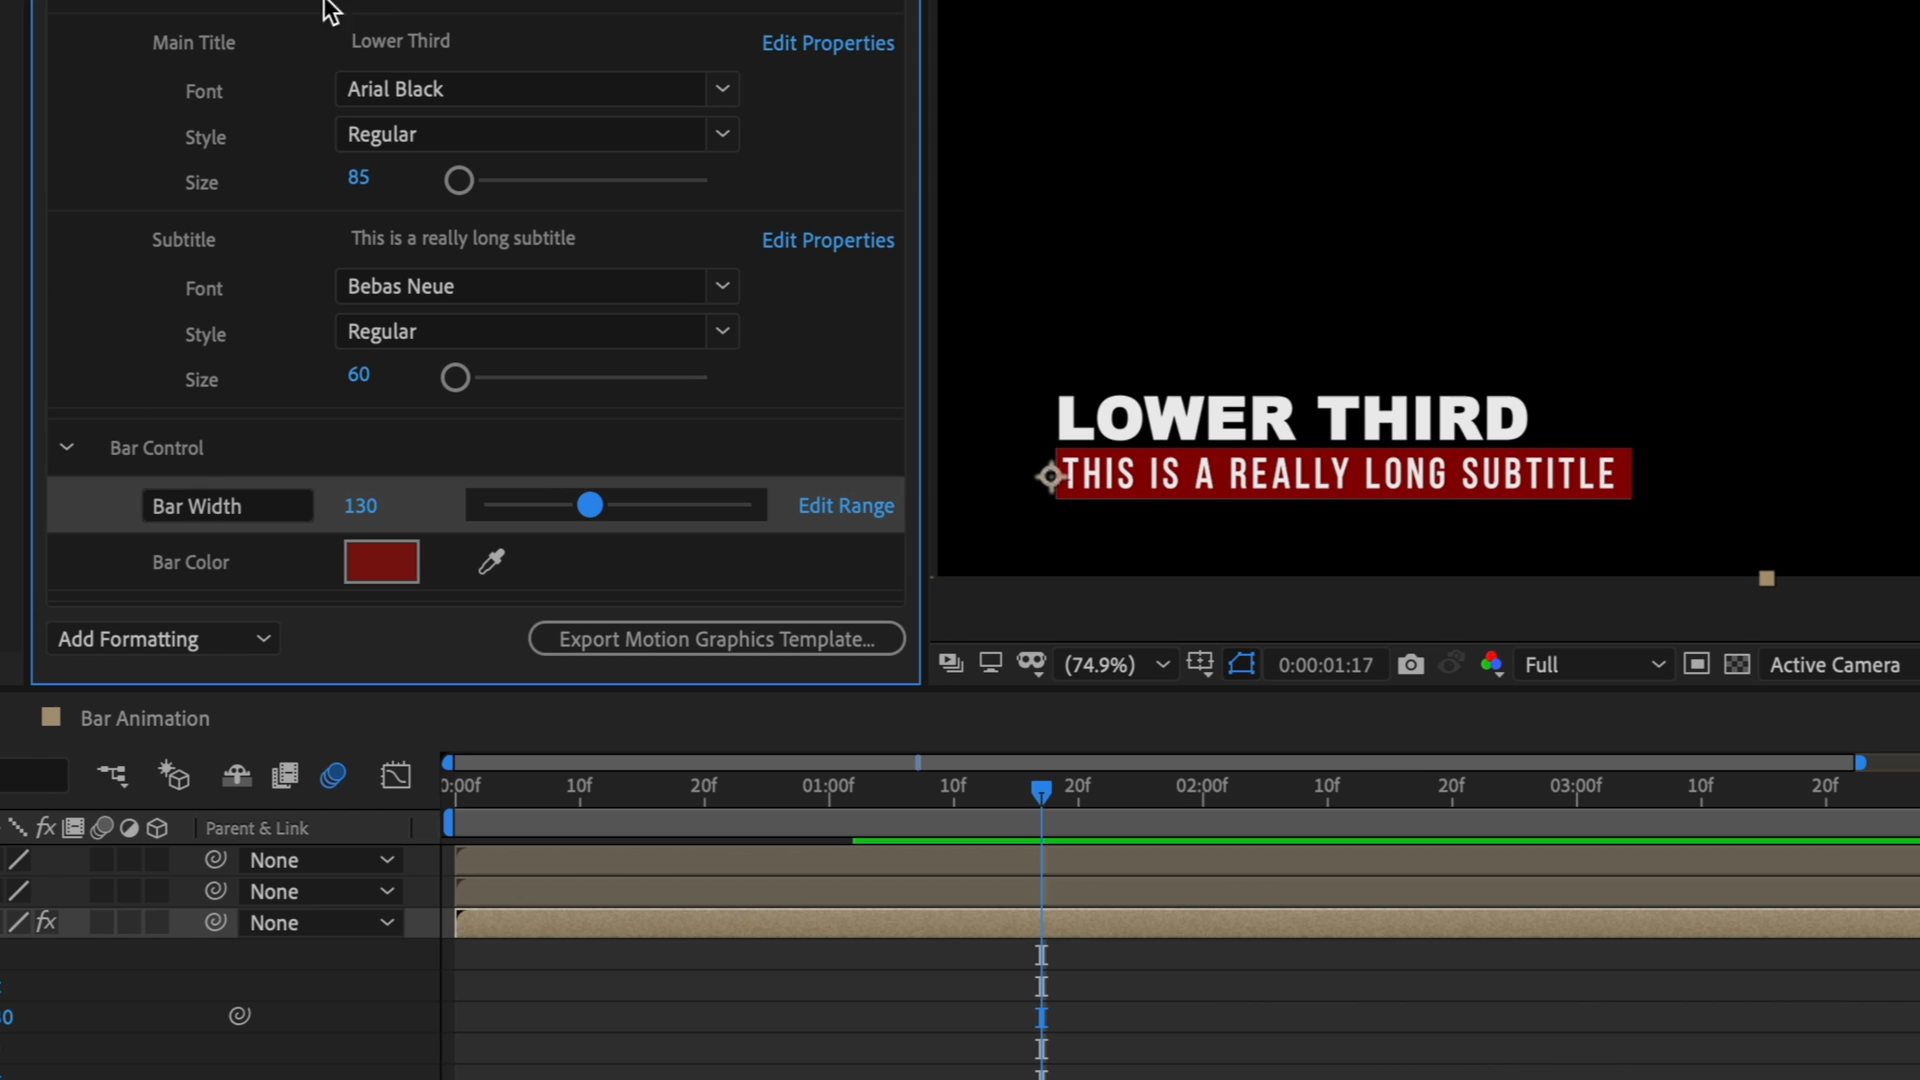 Main Title Lower Third Edit Properties
Font Arial Black
Style Regular
Size 85
Subtitle This is a really long subtitle Edit Properties
Font Bebas Neue
Style Regular
Size 60
Bar Control
Bar Width 130 Edit Range
Bar Color
Add Formatting Export Motion Graphics Template...
LOWER THIRD
THIS IS A REALLY LONG SUBTITLE
(74.9%) 0:00:01:17 Full Active Camera
Bar Animation
0:00f 10f 20f 01:00f 10f 20f 02:00f 10f 20f 03:00f 10f 20f
fx Parent & Link
None
None
fx None